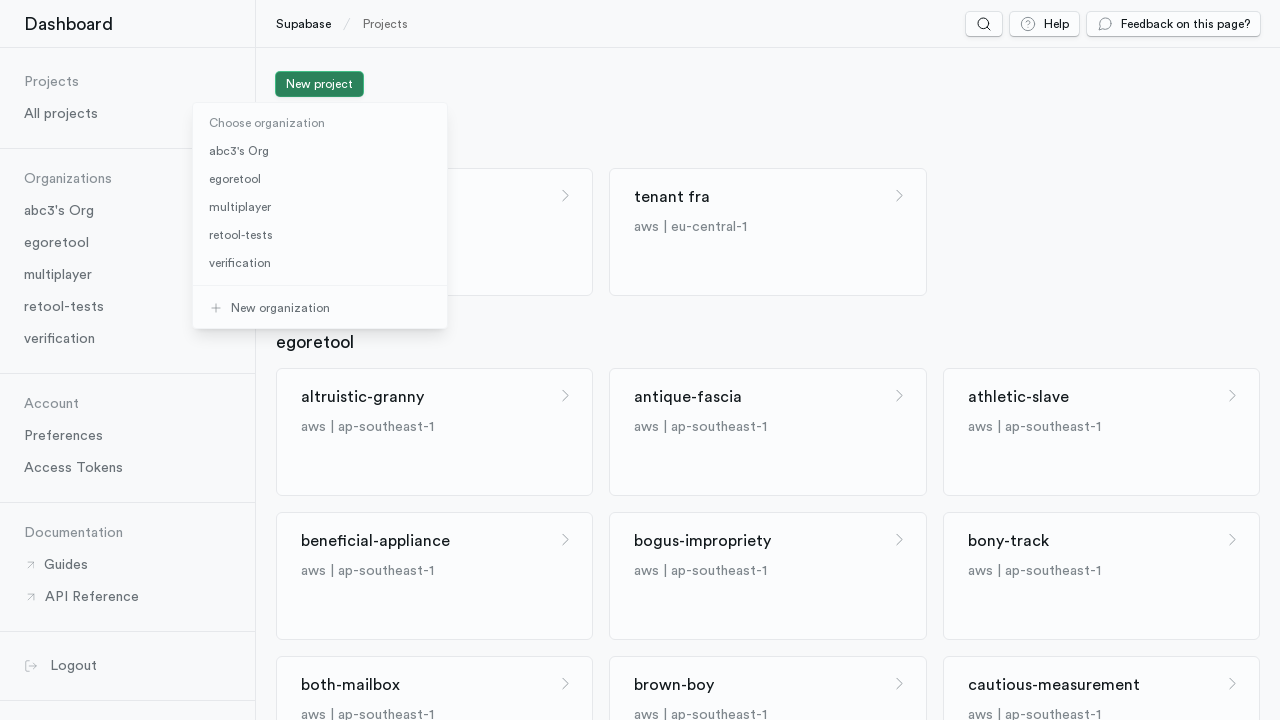 Dashboard
Supabase
Projects
Help
Feedback on this page?
Projects
All projects
Organizations
abc3's Org
egoretool
multiplayer
retool-tests
verification
Account
Preferences
Access Tokens
Documentation
Guides
API Reference
Logout
New project
Choose organization
abc3's Org
egoretool
multiplayer
retool-tests
verification
New organization
tenant fra
aws | eu-central-1
egoretool
altruistic-granny
aws | ap-southeast-1
antique-fascia
aws | ap-southeast-1
athletic-slave
aws | ap-southeast-1
beneficial-appliance
aws | ap-southeast-1
bogus-impropriety
aws | ap-southeast-1
bony-track
aws | ap-southeast-1
both-mailbox
aws | ap-southeast-1
brown-boy
aws | ap-southeast-1
cautious-measurement
aws | ap-southeast-1